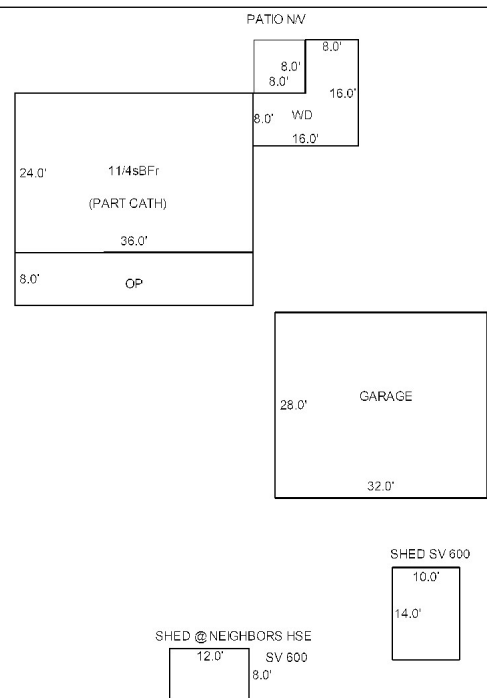 PATIO N/V
8.0'
8.0'
8.0'
16.0'
8.0'
WD
16.0'
24.0'
11/4sBFr
(PART CATH)
36.0'
8.0'
OP
GARAGE
28.0'
32.0'
SHED SV 600
10.0'
14.0'
SHED @ NEIGHBORS HSE
12.0'
SV 600
8.0'